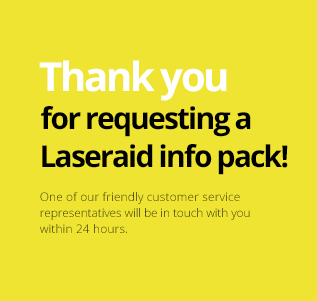 Thank you
for requesting a
Laseraid info pack!
One of our friendly customer service
representatives will be in touch with you
within 24 hours.